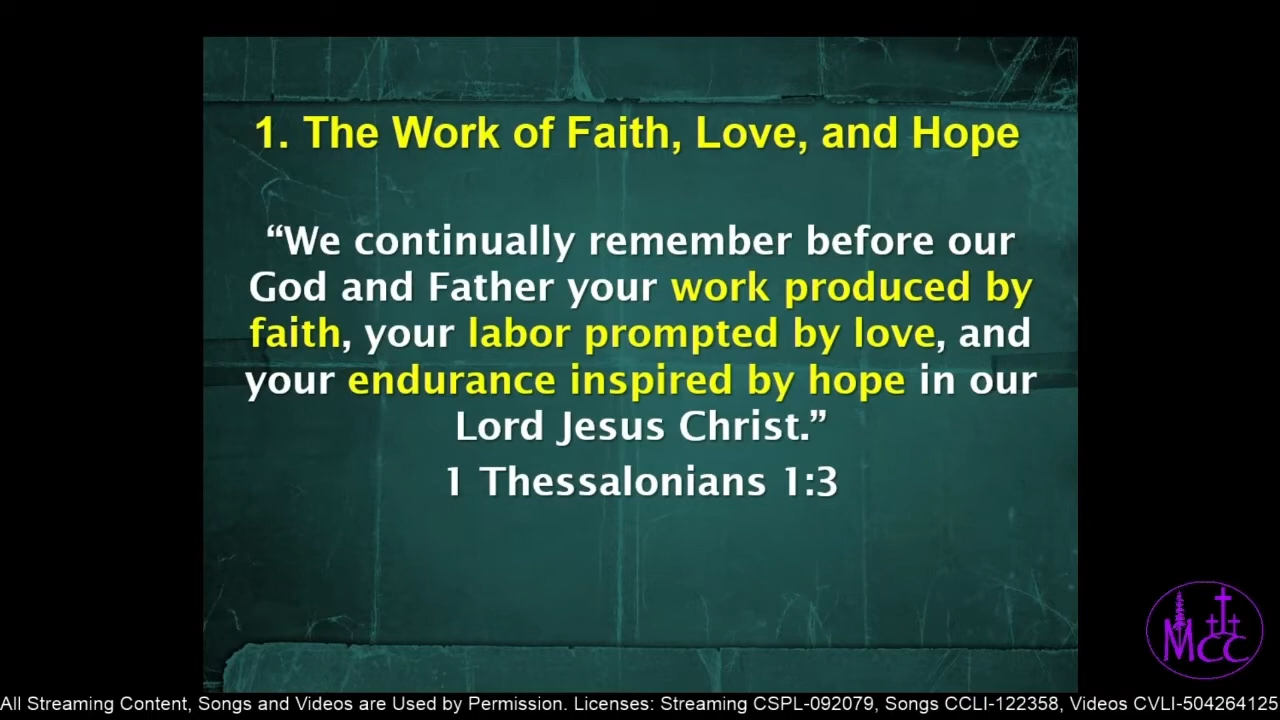 1. The Work of Faith, Love, and Hope
“We continually remember before our
God and Father your work produced by
faith, your labor prompted by love, and
your endurance inspired by hope in our
Lord Jesus Christ.”
1 Thessalonians 1:3
MCC
All Streaming Content, Songs and Videos are Used by Permission. Licenses: Streaming CSPL-092079, Songs CCLI-122358, Videos CVLI-504264125